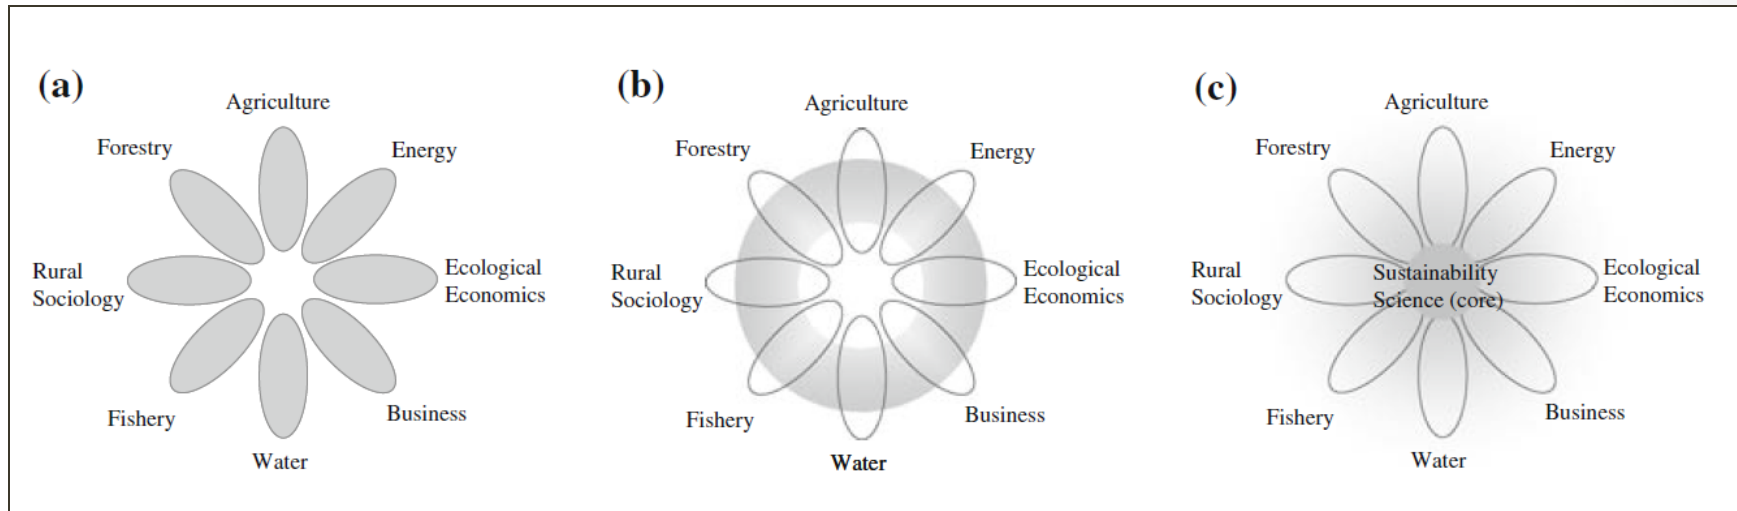 (a)
Agriculture
Forestry
Energy
Rural
Sociology
Ecological
Economics
Fishery
Business
Water
(b)
Agriculture
Forestry
Energy
Rural
Sociology
Ecological
Economics
Fishery
Business
Water
(c)
Agriculture
Forestry
Energy
Rural
Sociology
Sustainability
Science (core)
Ecological
Economics
Fishery
Business
Water